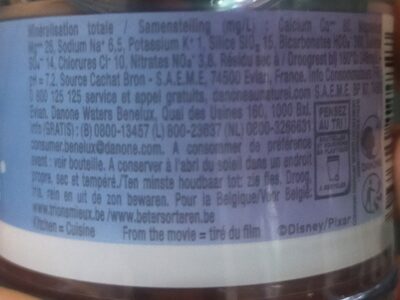 Minéralisation totale / Samenstelling (mg/L) : Calcium Ca
Mg 26, Sodium Na⁺ 6,5, Potassium K⁺ 1, Silice SiO₂ 15, Bicarbonates HCO₃
SO₄ 14, Chlorures Cl⁻ 10, Nitrates NO₃⁻ 3,8. Résidu sec à / Droogrest bij 180°C
pH = 7,2. Source Cachat Bron - S.A.E.M.E. 74500 Evian, France. Info
0 800 125 125 service et appel gratuits, danoneaunaturel.com
Evian. Danone Waters Benelux, Quai des Usines 160, 1000 Bxl.
Info (GRATIS) : (B) 0800-13457 (L) 800-23637 (NL)
consumer.benelux@danone.com. A consommer de préférence
avant : voir bouteille. A conserver à l'abri du soleil dans un endroit
propre, sec et tempéré./Ten minste houdbaar tot: zie fles. Droog,
rein en uit de zon bewaren. Pour la Belgique/Voor België:
www.trionsmieux.be/www.betersorteren.be
Kitchen = Cuisine From the movie = tiré du film ©Disney/Pixar
PENSEZ
AU TRI
À RECYCLER